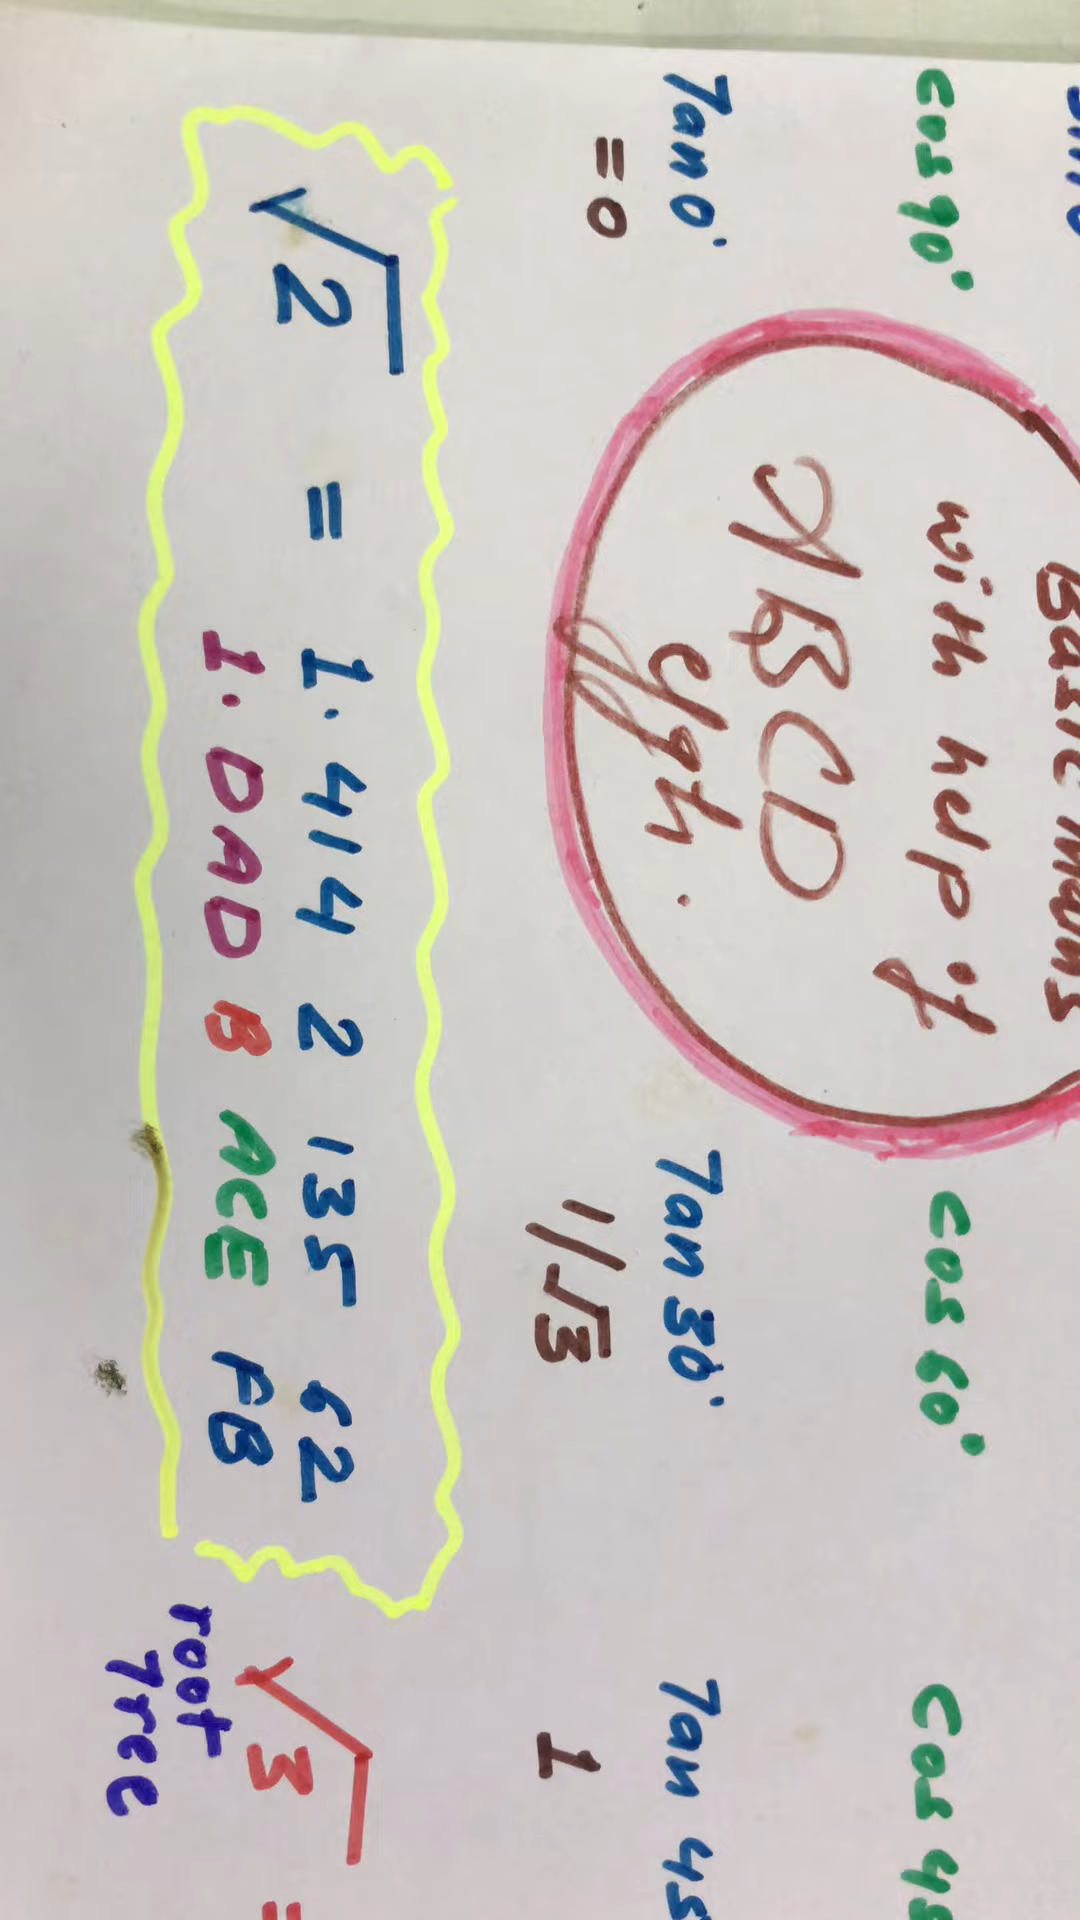 Basic Maths
with help of
ABCD
cos 90°
cos 60°
Cos 45
Tan 0°
Tan 30°
Tan 45
= 0
1/√3
1
√2 = 1.414 2 135 62
1. DAD B ACE FB
√3 =
root
Tree